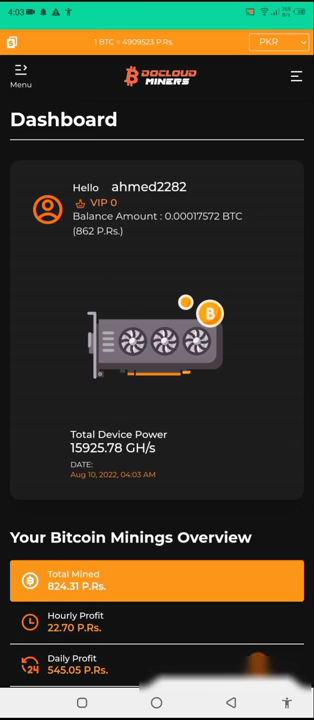 4:03
1 BTC = 4909523 P.Rs.
PKR
Menu
BDOCLOUD
MINERS
Dashboard
Hello ahmed2282
VIP 0
Balance Amount : 0.00017572 BTC
(862 P.Rs.)
B
Total Device Power
15925.78 GH/s
DATE:
Aug 10, 2022, 04:03 AM
Your Bitcoin Minings Overview
Total Mined
824.31 P.Rs.
Hourly Profit
22.70 P.Rs.
24
Daily Profit
545.05 P.Rs.